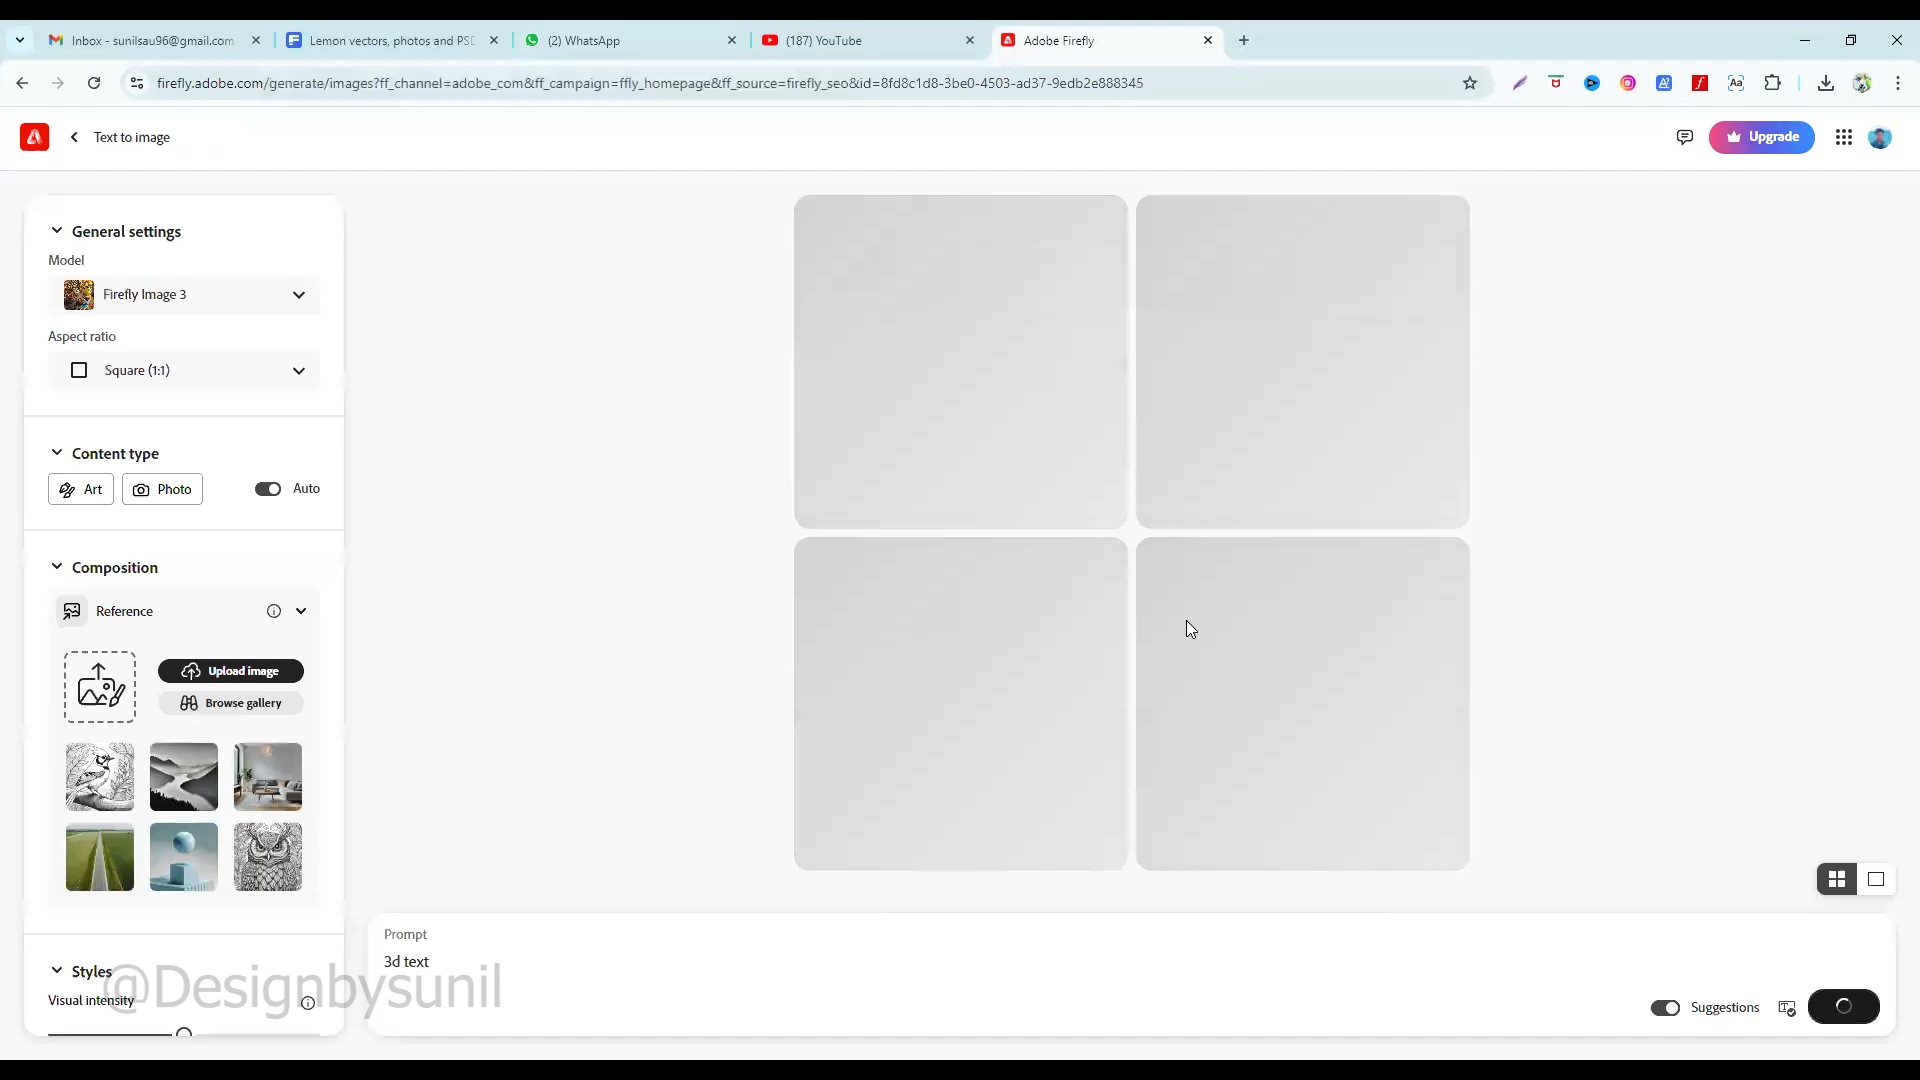 Inbox - sunilsau96@gmail.com
Lemon vectors, photos and PSD
(2) WhatsApp
(187) YouTube
Adobe Firefly
firefly.adobe.com/generate/images?ff_channel=adobe_com&ff_campaign=ffly_homepage&ff_source=firefly_seo&id=8fd8c1d8-3be0-4503-ad37-9edb2e888345
Text to image
Upgrade
General settings
Model
Firefly Image 3
Aspect ratio
Square (1:1)
Content type
Art
Photo
Auto
Composition
Reference
Upload image
Browse gallery
Styles
Visual intensity
@Designbysunil
Prompt
3d text
Suggestions